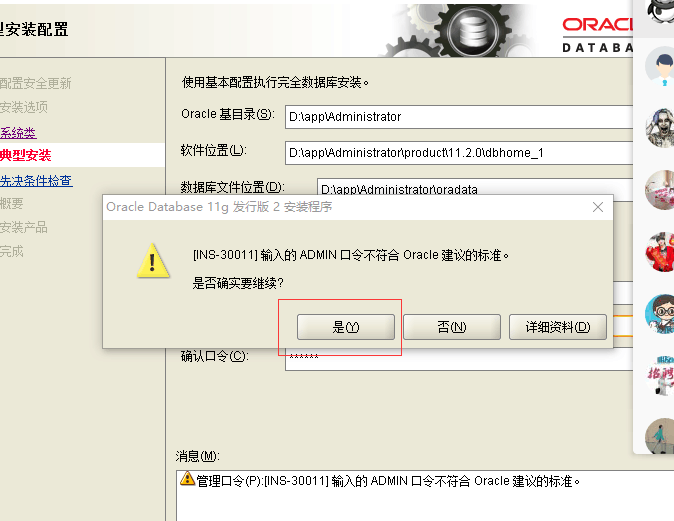 型安装配置
ORACL
DATABA
配置安全更新
安装选项
系统类
典型安装
先决条件检查
概要
安装产品
完成
使用基本配置执行完全数据库安装。
Oracle 基目录(S): D:\app\Administrator
软件位置(L): D:\app\Administrator\product\11.2.0\dbhome_1
数据库文件位置(D): D:\app\Administrator\oradata
Oracle Database 11g 发行版 2 安装程序
[INS-30011] 输入的 ADMIN 口令不符合 Oracle 建议的标准。
是否确实要继续?
是(Y) 否(N) 详细资料(D)
确认口令(C): ******
消息(M):
管理口令(P):[INS-30011] 输入的 ADMIN 口令不符合 Oracle 建议的标准。
招聘